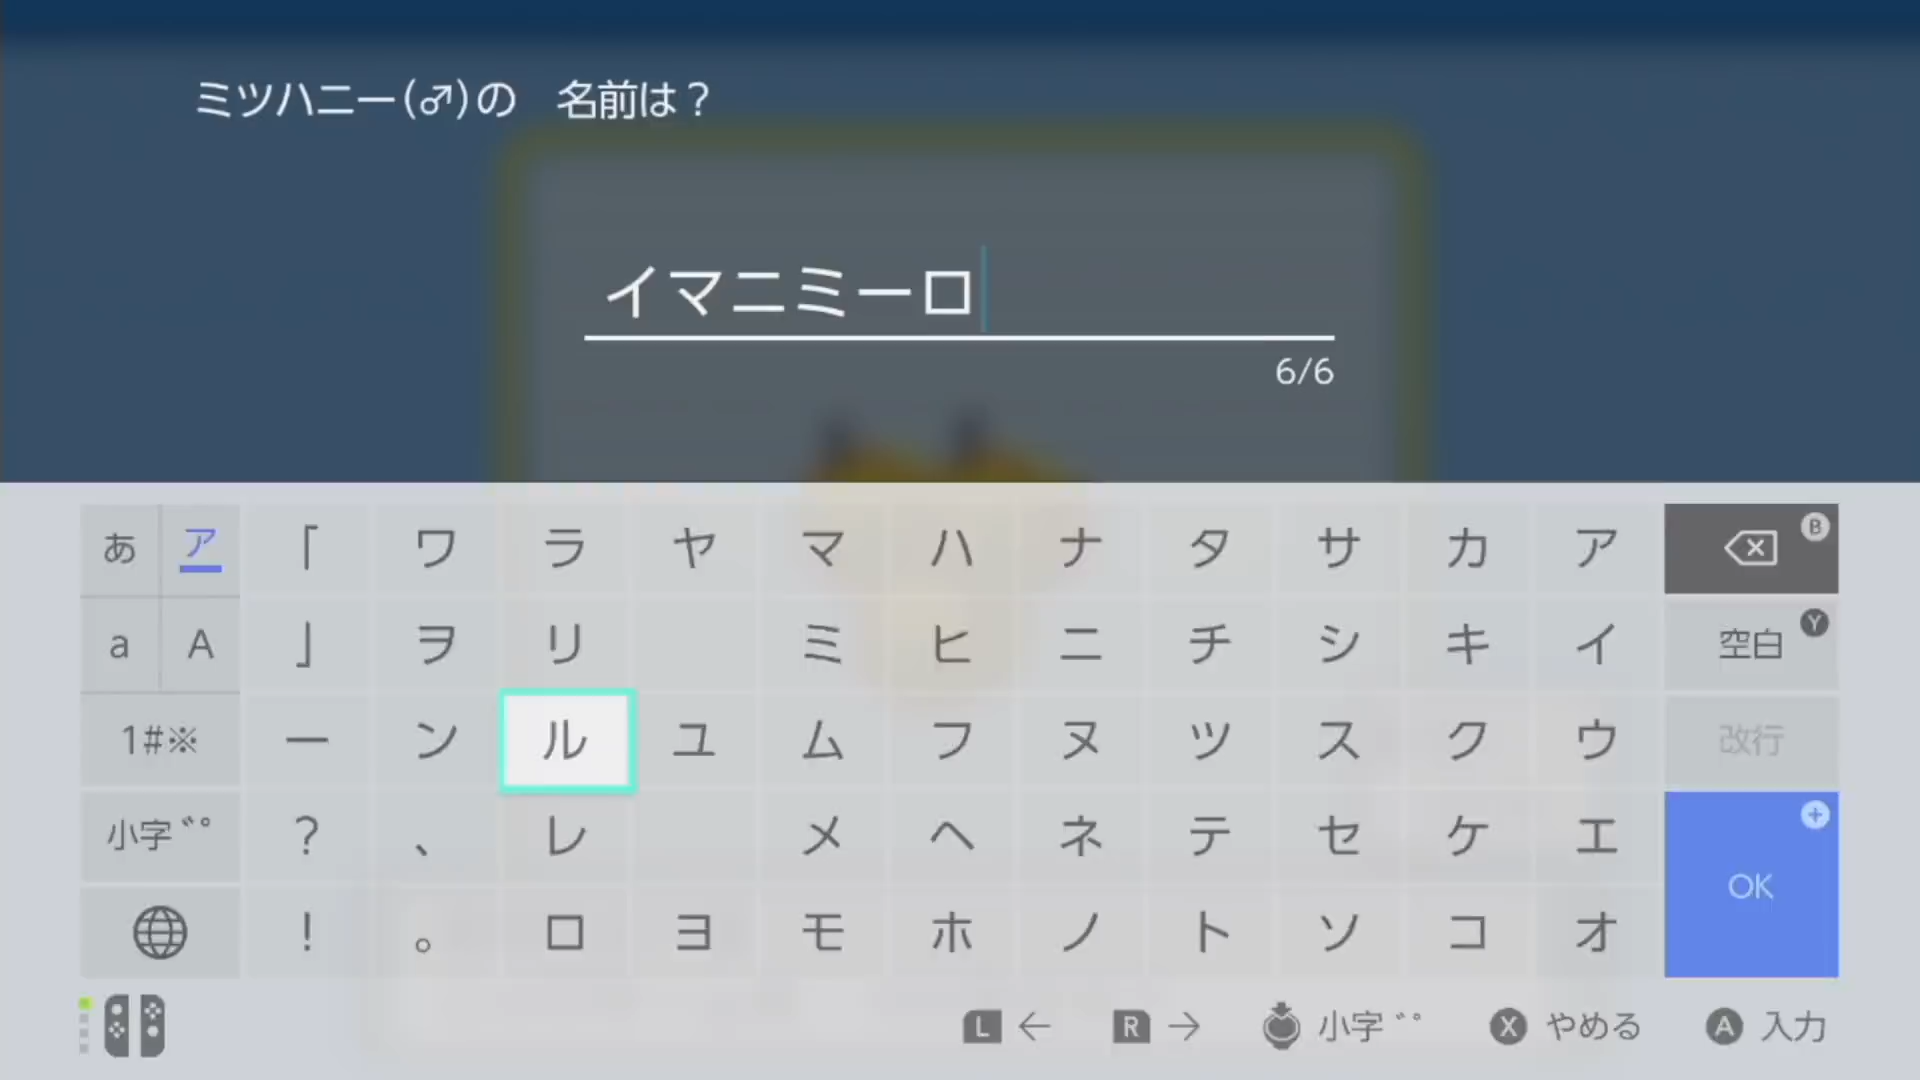 ミツハニー(♂)の　名前は？
イマニミーロ
6/6
あ ア 「 ワ ラ ヤ マ ハ ナ タ サ カ ア B
a A 」 ヲ リ ミ ヒ ニ チ シ キ イ 空白 Y
1#※ ー ン ル ユ ム フ ヌ ツ ス ク ウ 改行
小字゛゜ ？ 、 レ メ ヘ ネ テ セ ケ エ
！ 。 ロ ヨ モ ホ ノ ト ソ コ オ OK
L ← R → 小字゛゜ X やめる A 入力